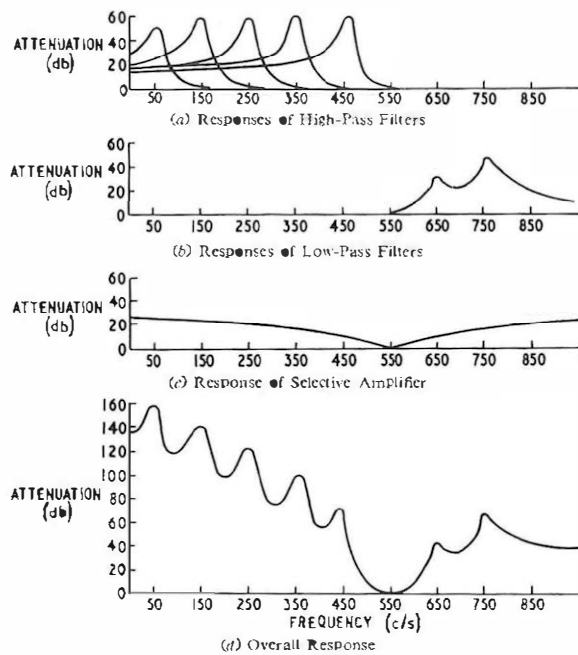 60
ATTENUATION 40
(db) 20
0
50 150 250 350 450 650 750 850
(a) Responses of High-Pass Filters
60
ATTENUATION 40
(db) 20
0
50 150 250 350 450 550 650 750 850
(b) Responses of Low-Pass Filters
60
ATTENUATION 40
(db) 20
0
50 150 250 350 450 550 650 750 850
(c) Response of Selective Amplifier
160
140
120
100
ATTENUATION 80
(db) 60
40
20
0
50 150 250 350 450 550 650 750 850
FREQUENCY (c/s)
(d) Overall Response